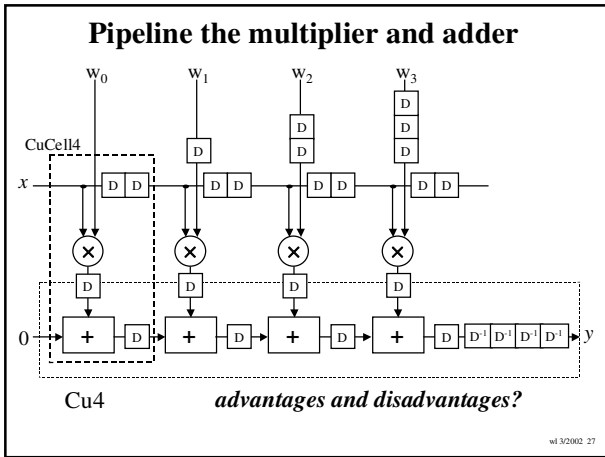 Pipeline the multiplier and adder
w0 w1 w2 w3
D
D
D D
CuCell4 D D
x D D D D D D D D
× × × ×
D D D D
0 + D + D + D + D D-1 D-1 D-1 D-1 y
Cu4 advantages and disadvantages?
wl 3/2002 27